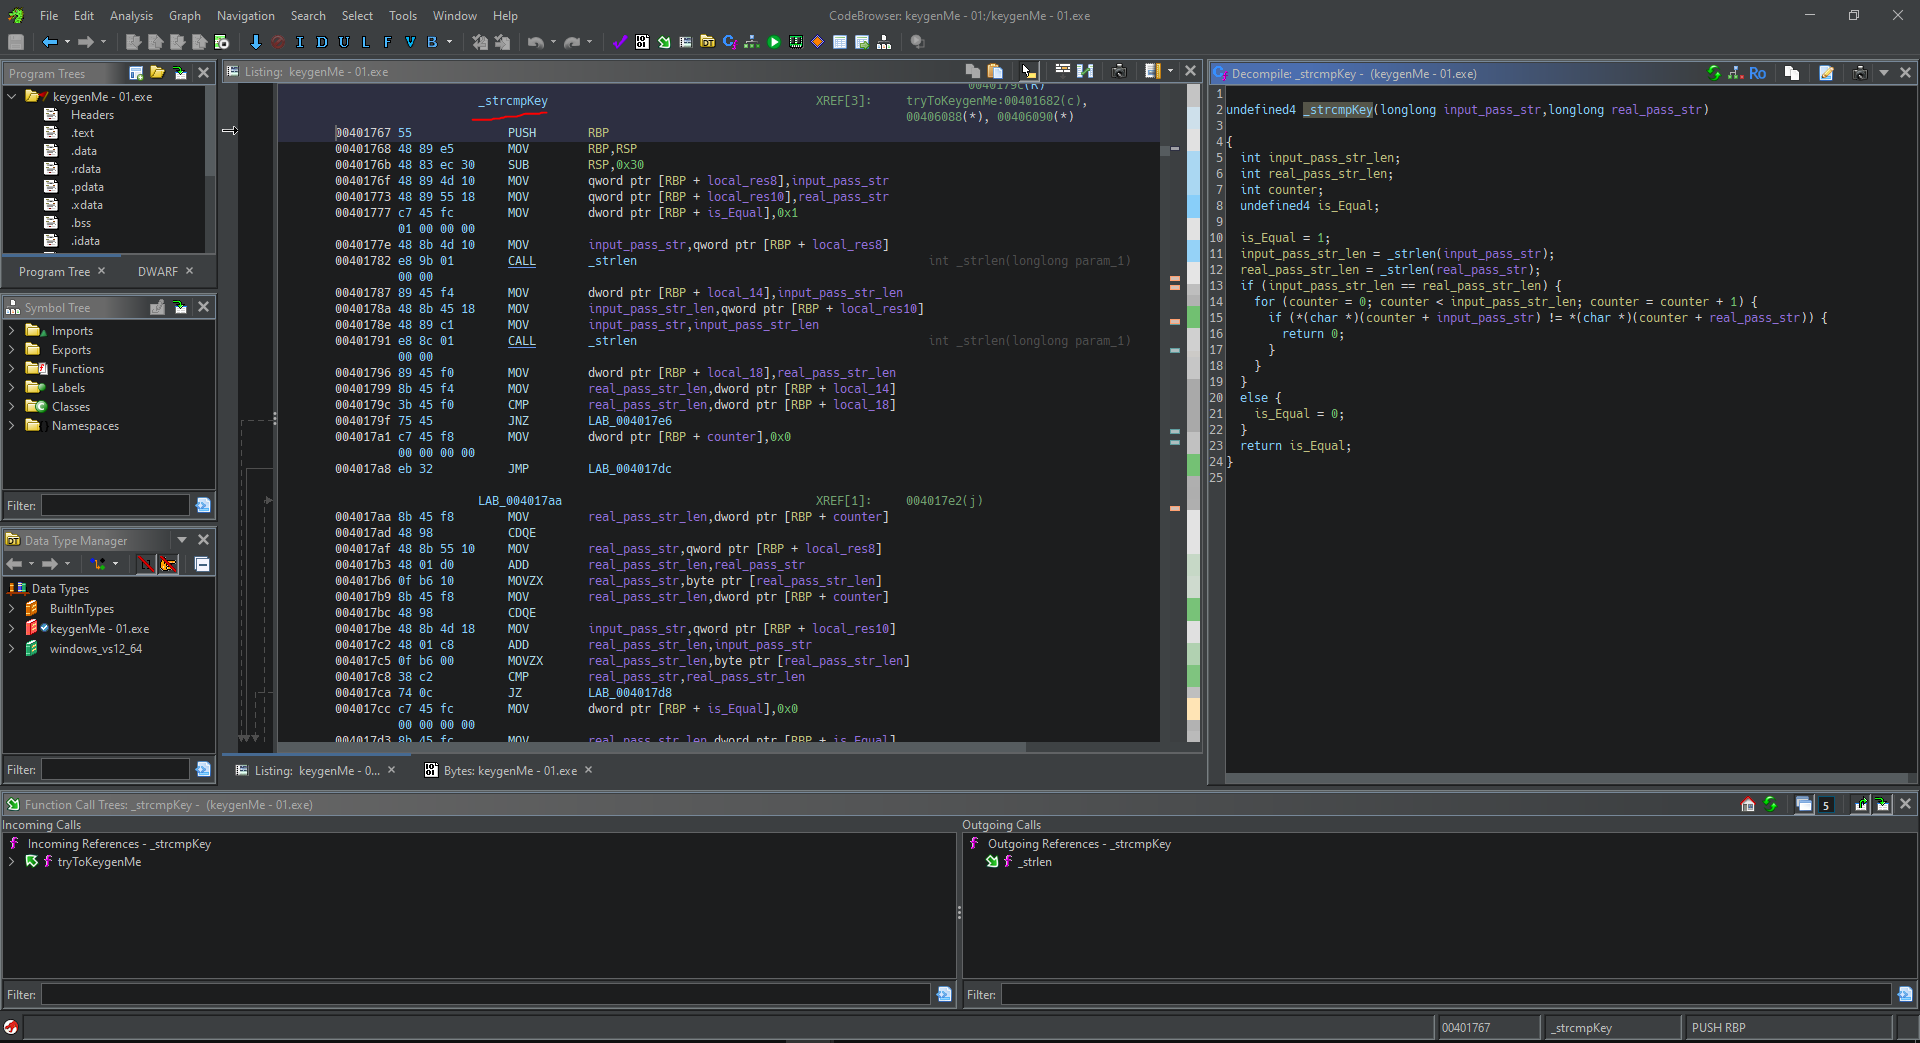 File Edit Analysis Graph Navigation Search Select Tools Window Help
CodeBrowser: keygenMe - 01:/keygenMe - 01.exe
I D U L F V B
Program Trees
keygenMe - 01.exe
Headers
.text
.data
.rdata
.pdata
.xdata
.bss
.idata
Program Tree × DWARF ×
Symbol Tree
Imports
Exports
Functions
Labels
Classes
Namespaces
Filter:
Data Type Manager
Data Types
BuiltInTypes
keygenMe - 01.exe
windows_vs12_64
Filter:
Listing: keygenMe - 01.exe
0040179c(R)
_strcmpKey XREF[3]: tryToKeygenMe:00401682(c),
00406088(*), 00406090(*)
00401767 55 PUSH RBP
00401768 48 89 e5 MOV RBP,RSP
0040176b 48 83 ec 30 SUB RSP,0x30
0040176f 48 89 4d 10 MOV qword ptr [RBP + local_res8],input_pass_str
00401773 48 89 55 18 MOV qword ptr [RBP + local_res10],real_pass_str
00401777 c7 45 fc MOV dword ptr [RBP + is_Equal],0x1
01 00 00 00
0040177e 48 8b 4d 10 MOV input_pass_str,qword ptr [RBP + local_res8]
00401782 e8 9b 01 CALL _strlen int _strlen(longlong param_1)
00 00
00401787 89 45 f4 MOV dword ptr [RBP + local_14],input_pass_str_len
0040178a 48 8b 45 18 MOV input_pass_str_len,qword ptr [RBP + local_res10]
0040178e 48 89 c1 MOV input_pass_str,input_pass_str_len
00401791 e8 8c 01 CALL _strlen int _strlen(longlong param_1)
00 00
00401796 89 45 f0 MOV dword ptr [RBP + local_18],real_pass_str_len
00401799 8b 45 f4 MOV real_pass_str_len,dword ptr [RBP + local_14]
0040179c 3b 45 f0 CMP real_pass_str_len,dword ptr [RBP + local_18]
0040179f 75 45 JNZ LAB_004017e6
004017a1 c7 45 f8 MOV dword ptr [RBP + counter],0x0
00 00 00 00
004017a8 eb 32 JMP LAB_004017dc
LAB_004017aa XREF[1]: 004017e2(j)
004017aa 8b 45 f8 MOV real_pass_str_len,dword ptr [RBP + counter]
004017ad 48 98 CDQE
004017af 48 8b 55 10 MOV real_pass_str,qword ptr [RBP + local_res8]
004017b3 48 01 d0 ADD real_pass_str_len,real_pass_str
004017b6 0f b6 10 MOVZX real_pass_str,byte ptr [real_pass_str_len]
004017b9 8b 45 f8 MOV real_pass_str_len,dword ptr [RBP + counter]
004017bc 48 98 CDQE
004017be 48 8b 4d 18 MOV input_pass_str,qword ptr [RBP + local_res10]
004017c2 48 01 c8 ADD real_pass_str_len,input_pass_str
004017c5 0f b6 00 MOVZX real_pass_str_len,byte ptr [real_pass_str_len]
004017c8 38 c2 CMP real_pass_str,real_pass_str_len
004017ca 74 0c JZ LAB_004017d8
004017cc c7 45 fc MOV dword ptr [RBP + is_Equal],0x0
00 00 00 00
004017d3 8b 45 fc MOV real_pass_str_len,dword ptr [RBP + is_Equal]
Listing: keygenMe - 0... × Bytes: keygenMe - 01.exe ×
Decompile: _strcmpKey - (keygenMe - 01.exe)
Ro
1
2 undefined4 _strcmpKey(longlong input_pass_str,longlong real_pass_str)
3
4 {
5 int input_pass_str_len;
6 int real_pass_str_len;
7 int counter;
8 undefined4 is_Equal;
9
10 is_Equal = 1;
11 input_pass_str_len = _strlen(input_pass_str);
12 real_pass_str_len = _strlen(real_pass_str);
13 if (input_pass_str_len == real_pass_str_len) {
14 for (counter = 0; counter < input_pass_str_len; counter = counter + 1) {
15 if (*(char *)(counter + input_pass_str) != *(char *)(counter + real_pass_str)) {
16 return 0;
17 }
18 }
19 }
20 else {
21 is_Equal = 0;
22 }
23 return is_Equal;
24 }
25
Function Call Trees: _strcmpKey - (keygenMe - 01.exe)
5
Incoming Calls
Incoming References - _strcmpKey
tryToKeygenMe
Filter:
Outgoing Calls
Outgoing References - _strcmpKey
_strlen
Filter:
00401767 _strcmpKey PUSH RBP